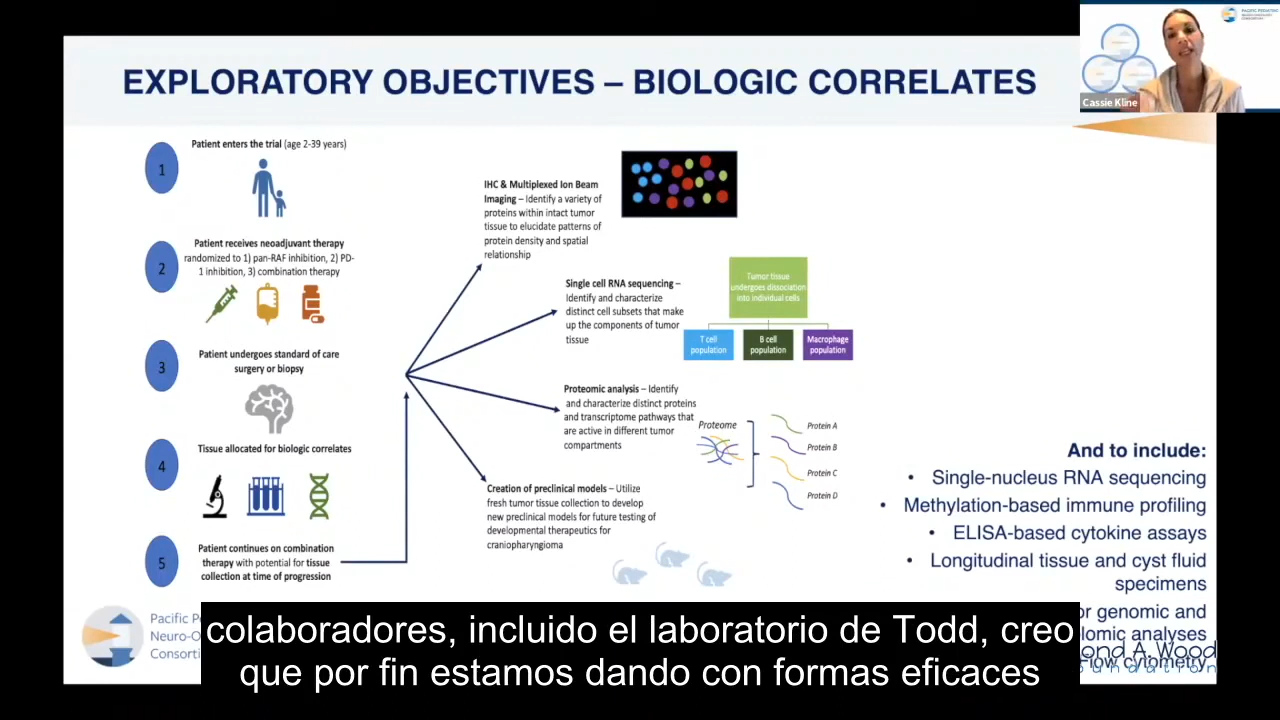 EXPLORATORY OBJECTIVES – BIOLOGIC CORRELATES
Cassie Kline
1
Patient enters the trial (age 2-39 years)
2
Patient receives neoadjuvant therapy
randomized to 1) pan-RAF inhibition, 2) PD-
1 inhibition, 3) combination therapy
3
Patient undergoes standard of care
surgery or biopsy
4
Tissue allocated for biologic correlates
5
Patient continues on combination
therapy with potential for tissue
collection at time of progression
IHC & Multiplexed Ion Beam
Imaging – Identify a variety of
proteins within intact tumor
tissue to elucidate patterns of
protein density and spatial
relationship
Single cell RNA sequencing –
Identify and characterize
distinct cell subsets that make
up the components of tumor
tissue
Tumor tissue
undergoes dissociation
into individual cells
T cell
population
B cell
population
Macrophage
population
Proteomic analysis – Identify
and characterize distinct proteins
and transcriptome pathways that
are active in different tumor
compartments
Proteome
Protein A
Protein B
Protein C
Protein D
Creation of preclinical models – Utilize
fresh tumor tissue collection to develop
new preclinical models for future testing of
developmental therapeutics for
craniopharyngioma
And to include:
• Single-nucleus RNA sequencing
• Methylation-based immune profiling
• ELISA-based cytokine assays
• Longitudinal tissue and cyst fluid
specimens
or genomic and
olomic analyses
Flow cytometry
ond A. Wood
undation
Pacific Pe
Neuro-O
Consorti
colaboradores, incluido el laboratorio de Todd, creo
que por fin estamos dando con formas eficaces